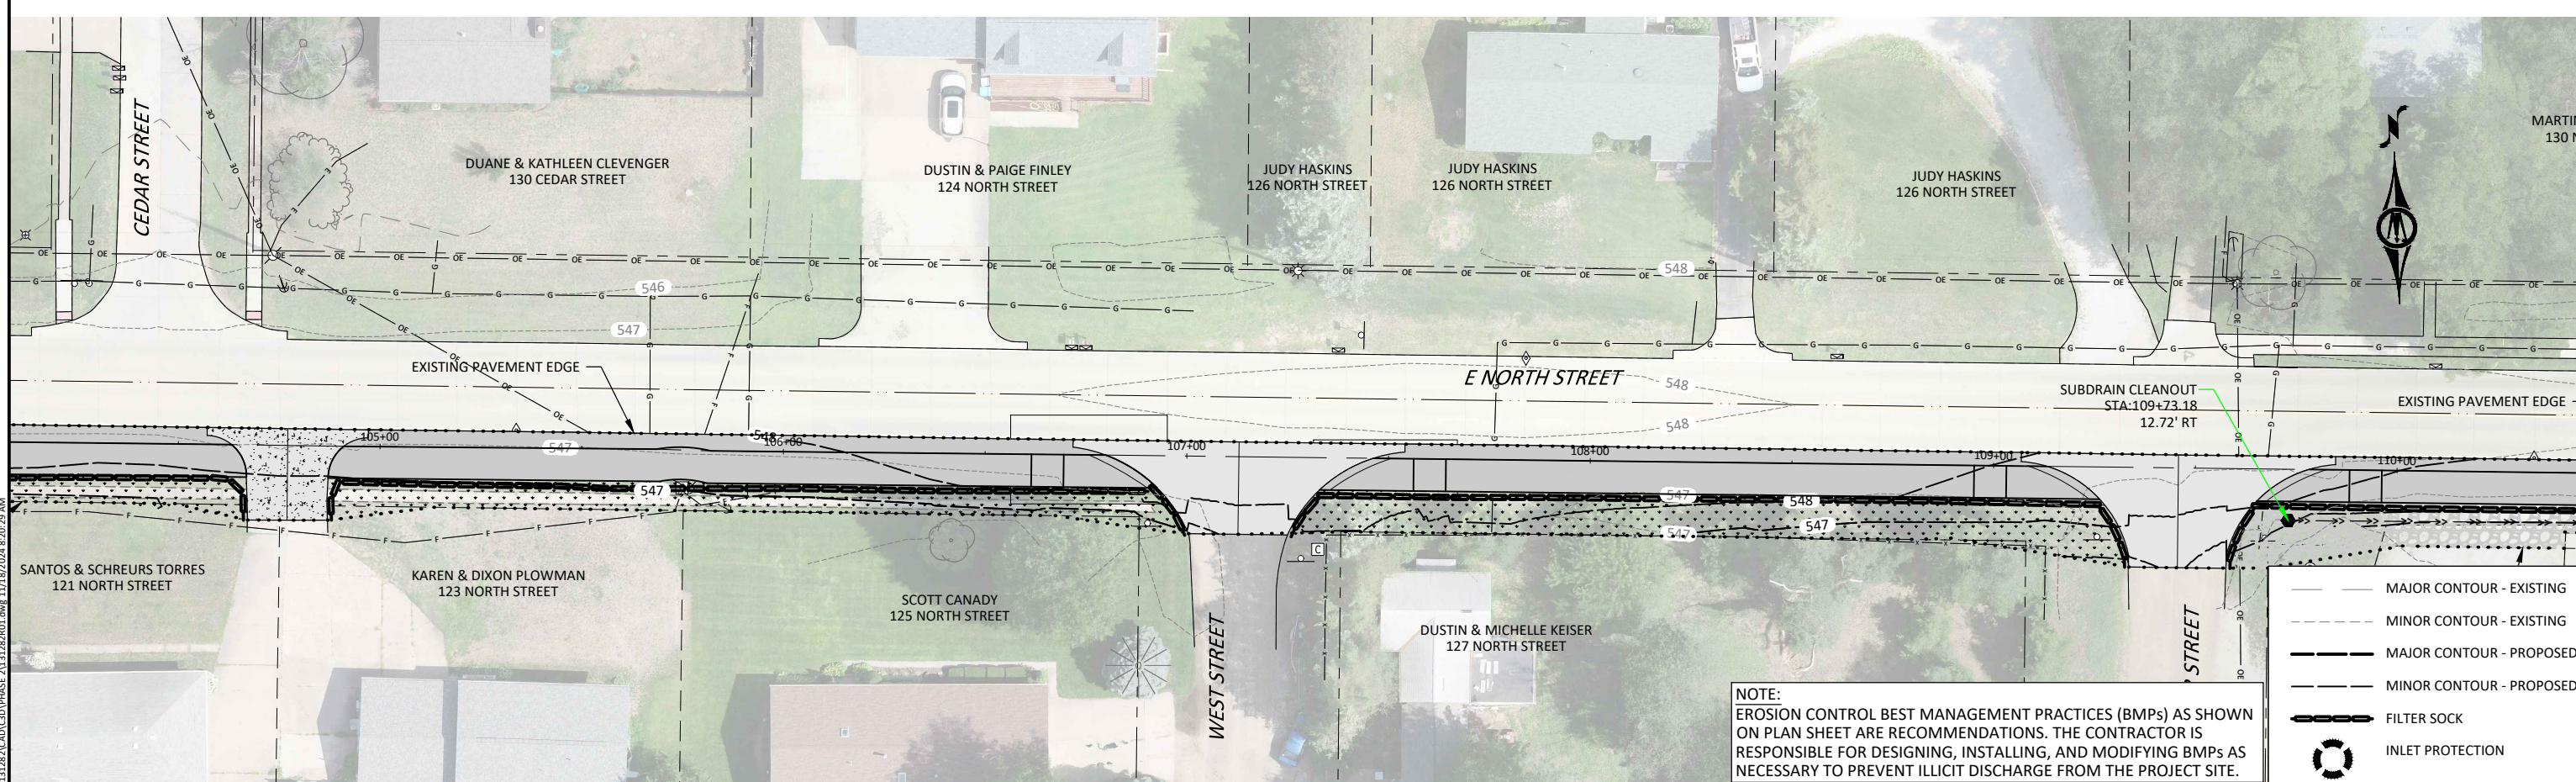 CEDAR STREET
DUANE & KATHLEEN CLEVENGER
130 CEDAR STREET
DUSTIN & PAIGE FINLEY
124 NORTH STREET
JUDY HASKINS
126 NORTH STREET
JUDY HASKINS
126 NORTH STREET
JUDY HASKINS
126 NORTH STREET
130
N
546
547
548
EXISTING PAVEMENT EDGE
E NORTH STREET
548
548
SUBDRAIN CLEANOUT
STA:109+73.18
12.72' RT
EXISTING PAVEMENT EDGE
105+00
547
548
106+00
107+00
108+00
109+00
110+00
547
547
548
547
547
C
SANTOS & SCHREURS TORRES
121 NORTH STREET
KAREN & DIXON PLOWMAN
123 NORTH STREET
SCOTT CANADY
125 NORTH STREET
WEST STREET
DUSTIN & MICHELLE KEISER
127 NORTH STREET
STREET
NOTE:
EROSION CONTROL BEST MANAGEMENT PRACTICES (BMPs) AS SHOWN
ON PLAN SHEET ARE RECOMMENDATIONS. THE CONTRACTOR IS
RESPONSIBLE FOR DESIGNING, INSTALLING, AND MODIFYING BMPs AS
NECESSARY TO PREVENT ILLICIT DISCHARGE FROM THE PROJECT SITE.
MAJOR CONTOUR - EXISTING
MINOR CONTOUR - EXISTING
MAJOR CONTOUR - PROPOSED
MINOR CONTOUR - PROPOSED
FILTER SOCK
INLET PROTECTION